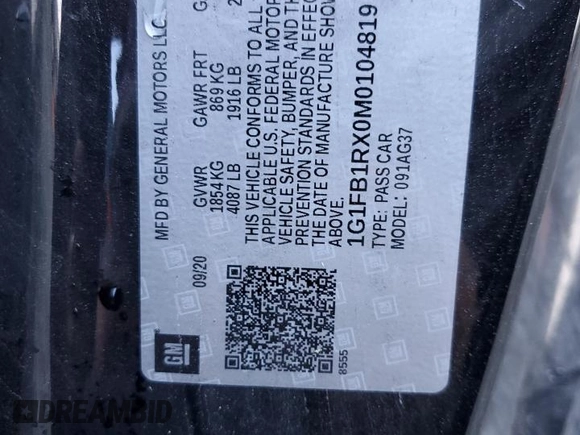 MFD BY GENERAL MOTORS LLC
GVWR
1854 KG
4087 LB
GAWR FRT
869 KG
1916 LB
THIS VEHICLE CONFORMS TO ALL
APPLICABLE U.S. FEDERAL MOTOR
VEHICLE SAFETY, BUMPER, AND THE
PREVENTION STANDARDS IN EFFEC
THE DATE OF MANUFACTURE SHOW
ABOVE.
1G1FB1RX0M0104819
TYPE: PASS CAR
MODEL: 091AG37
09/20
GM
8555
DREAMBID